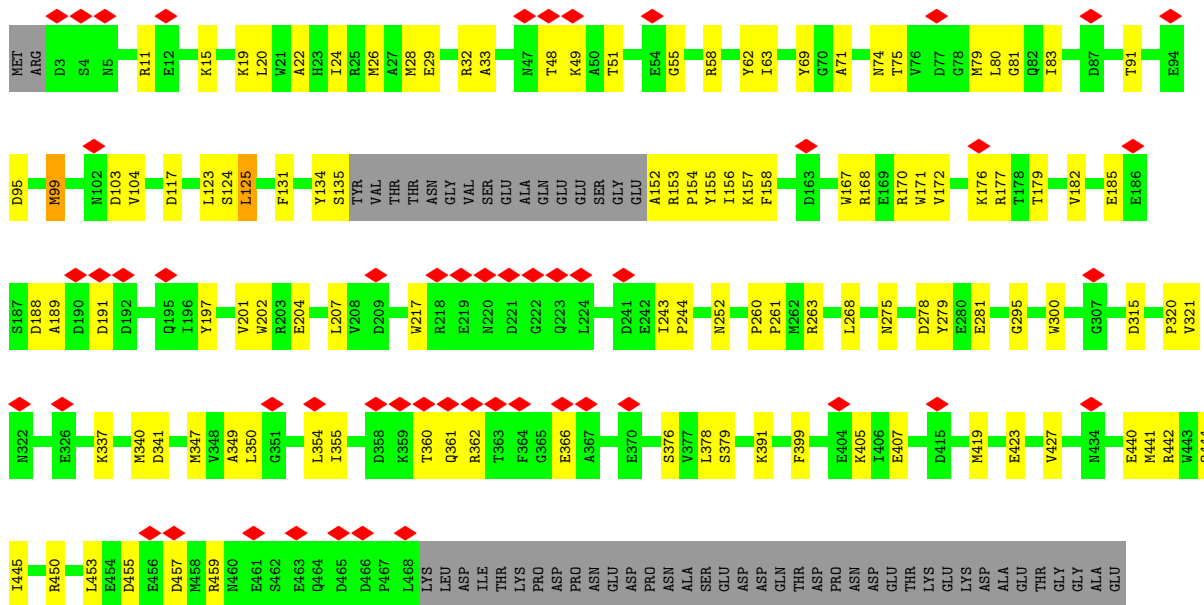 MET ARG D3 S4 N5 R11 E12 K15 K19 L20 W21 A22 H23 I24 R25 M26 A27 M28 E29 R32 A33 N47 T48 K49 A50 T51 E54 G55 R58 Y62 I63 Y69 G70 A71 N74 T75 V76 D77 G78 M79 L80 G81 Q82 I83 D87 T91 E94
D95 M99 N102 D103 V104 D117 L123 S124 L125 F131 Y134 S135 TYR VAL THR THR ASN GLY VAL SER GLU ALA GLN GLU GLU SER GLY GLU A152 R153 P154 Y155 I156 K157 F158 D163 W167 R168 E169 R170 W171 V172 K176 R177 T178 T179 V182 E185 E186
S187 D188 A189 D190 D191 D192 Q195 I196 Y197 V201 W202 R203 E204 L207 V208 D209 W217 R218 E219 N220 D221 G222 Q223 L224 D241 E242 I243 P244 N252 P260 P261 M262 R263 L268 N275 D278 Y279 E280 E281 G295 W300 G307 D315 P320 V321
N322 E326 K337 M340 D341 M347 V348 A349 L350 G351 L354 I355 D358 K359 T360 Q361 R362 T363 F364 G365 E366 A367 E370 S376 V377 L378 S379 K391 F399 E404 K405 I406 E407 D415 M419 E423 V427 N434 E440 M441 R442 W443
I445 R450 L453 E454 D455 E456 D457 M458 R459 N460 E461 S462 E463 Q464 D465 D466 P467 L468 LYS LEU ASP ILE THR LYS PRO ASP PRO ASN GLU ASP PRO ASN ALA SER GLU ASP ASP GLN THR ASP PRO ASN ASP GLU THR LYS GLU LYS ASP ALA GLU THR GLY GLY ALA GLU